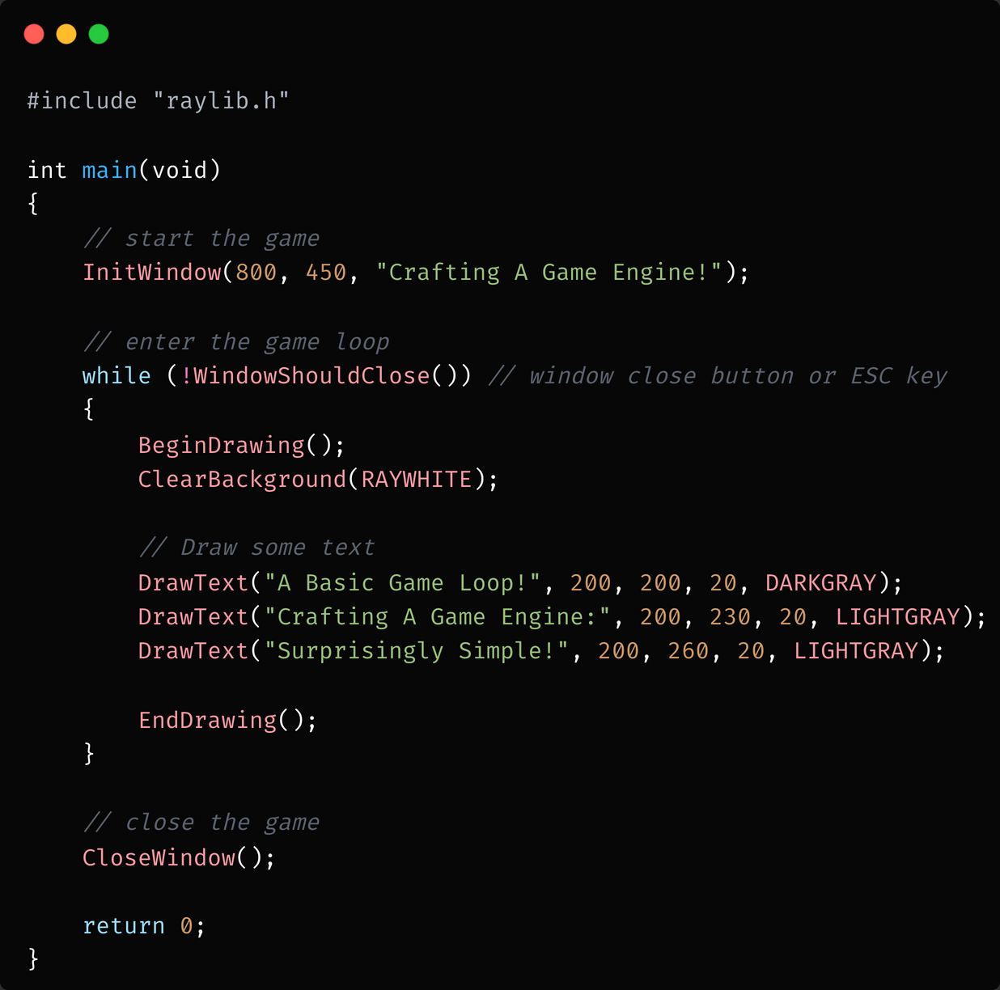 #include "raylib.h"
int main(void)
{
    // start the game
    InitWindow(800, 450, "Crafting A Game Engine!");
    // enter the game loop
    while (!WindowShouldClose()) // window close button or ESC key
    {
        BeginDrawing();
        ClearBackground(RAYWHITE);
        // Draw some text
        DrawText("A Basic Game Loop!", 200, 200, 20, DARKGRAY);
        DrawText("Crafting A Game Engine:", 200, 230, 20, LIGHTGRAY);
        DrawText("Surprisingly Simple!", 200, 260, 20, LIGHTGRAY);
        EndDrawing();
    }
    // close the game
    CloseWindow();
    return 0;
}